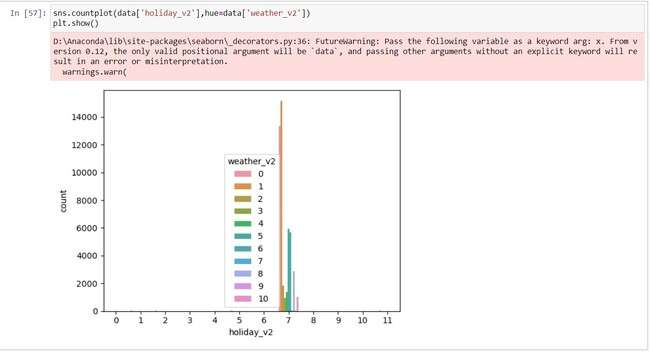 In [57]: sns.countplot(data['holiday_v2'],hue=data['weather_v2'])
plt.show()
D:\Anaconda\lib\site-packages\seaborn\_decorators.py:36: FutureWarning: Pass the following variable as a keyword arg: x. From v
ersion 0.12, the only valid positional argument will be `data`, and passing other arguments without an explicit keyword will re
sult in an error or misinterpretation.
warnings.warn(
14000
12000
10000
8000
6000
4000
2000
0
count
weather_v2
0
1
2
3
4
5
6
7
8
9
10
0 1 2 3 4 5 6 7 8 9 10 11
holiday_v2